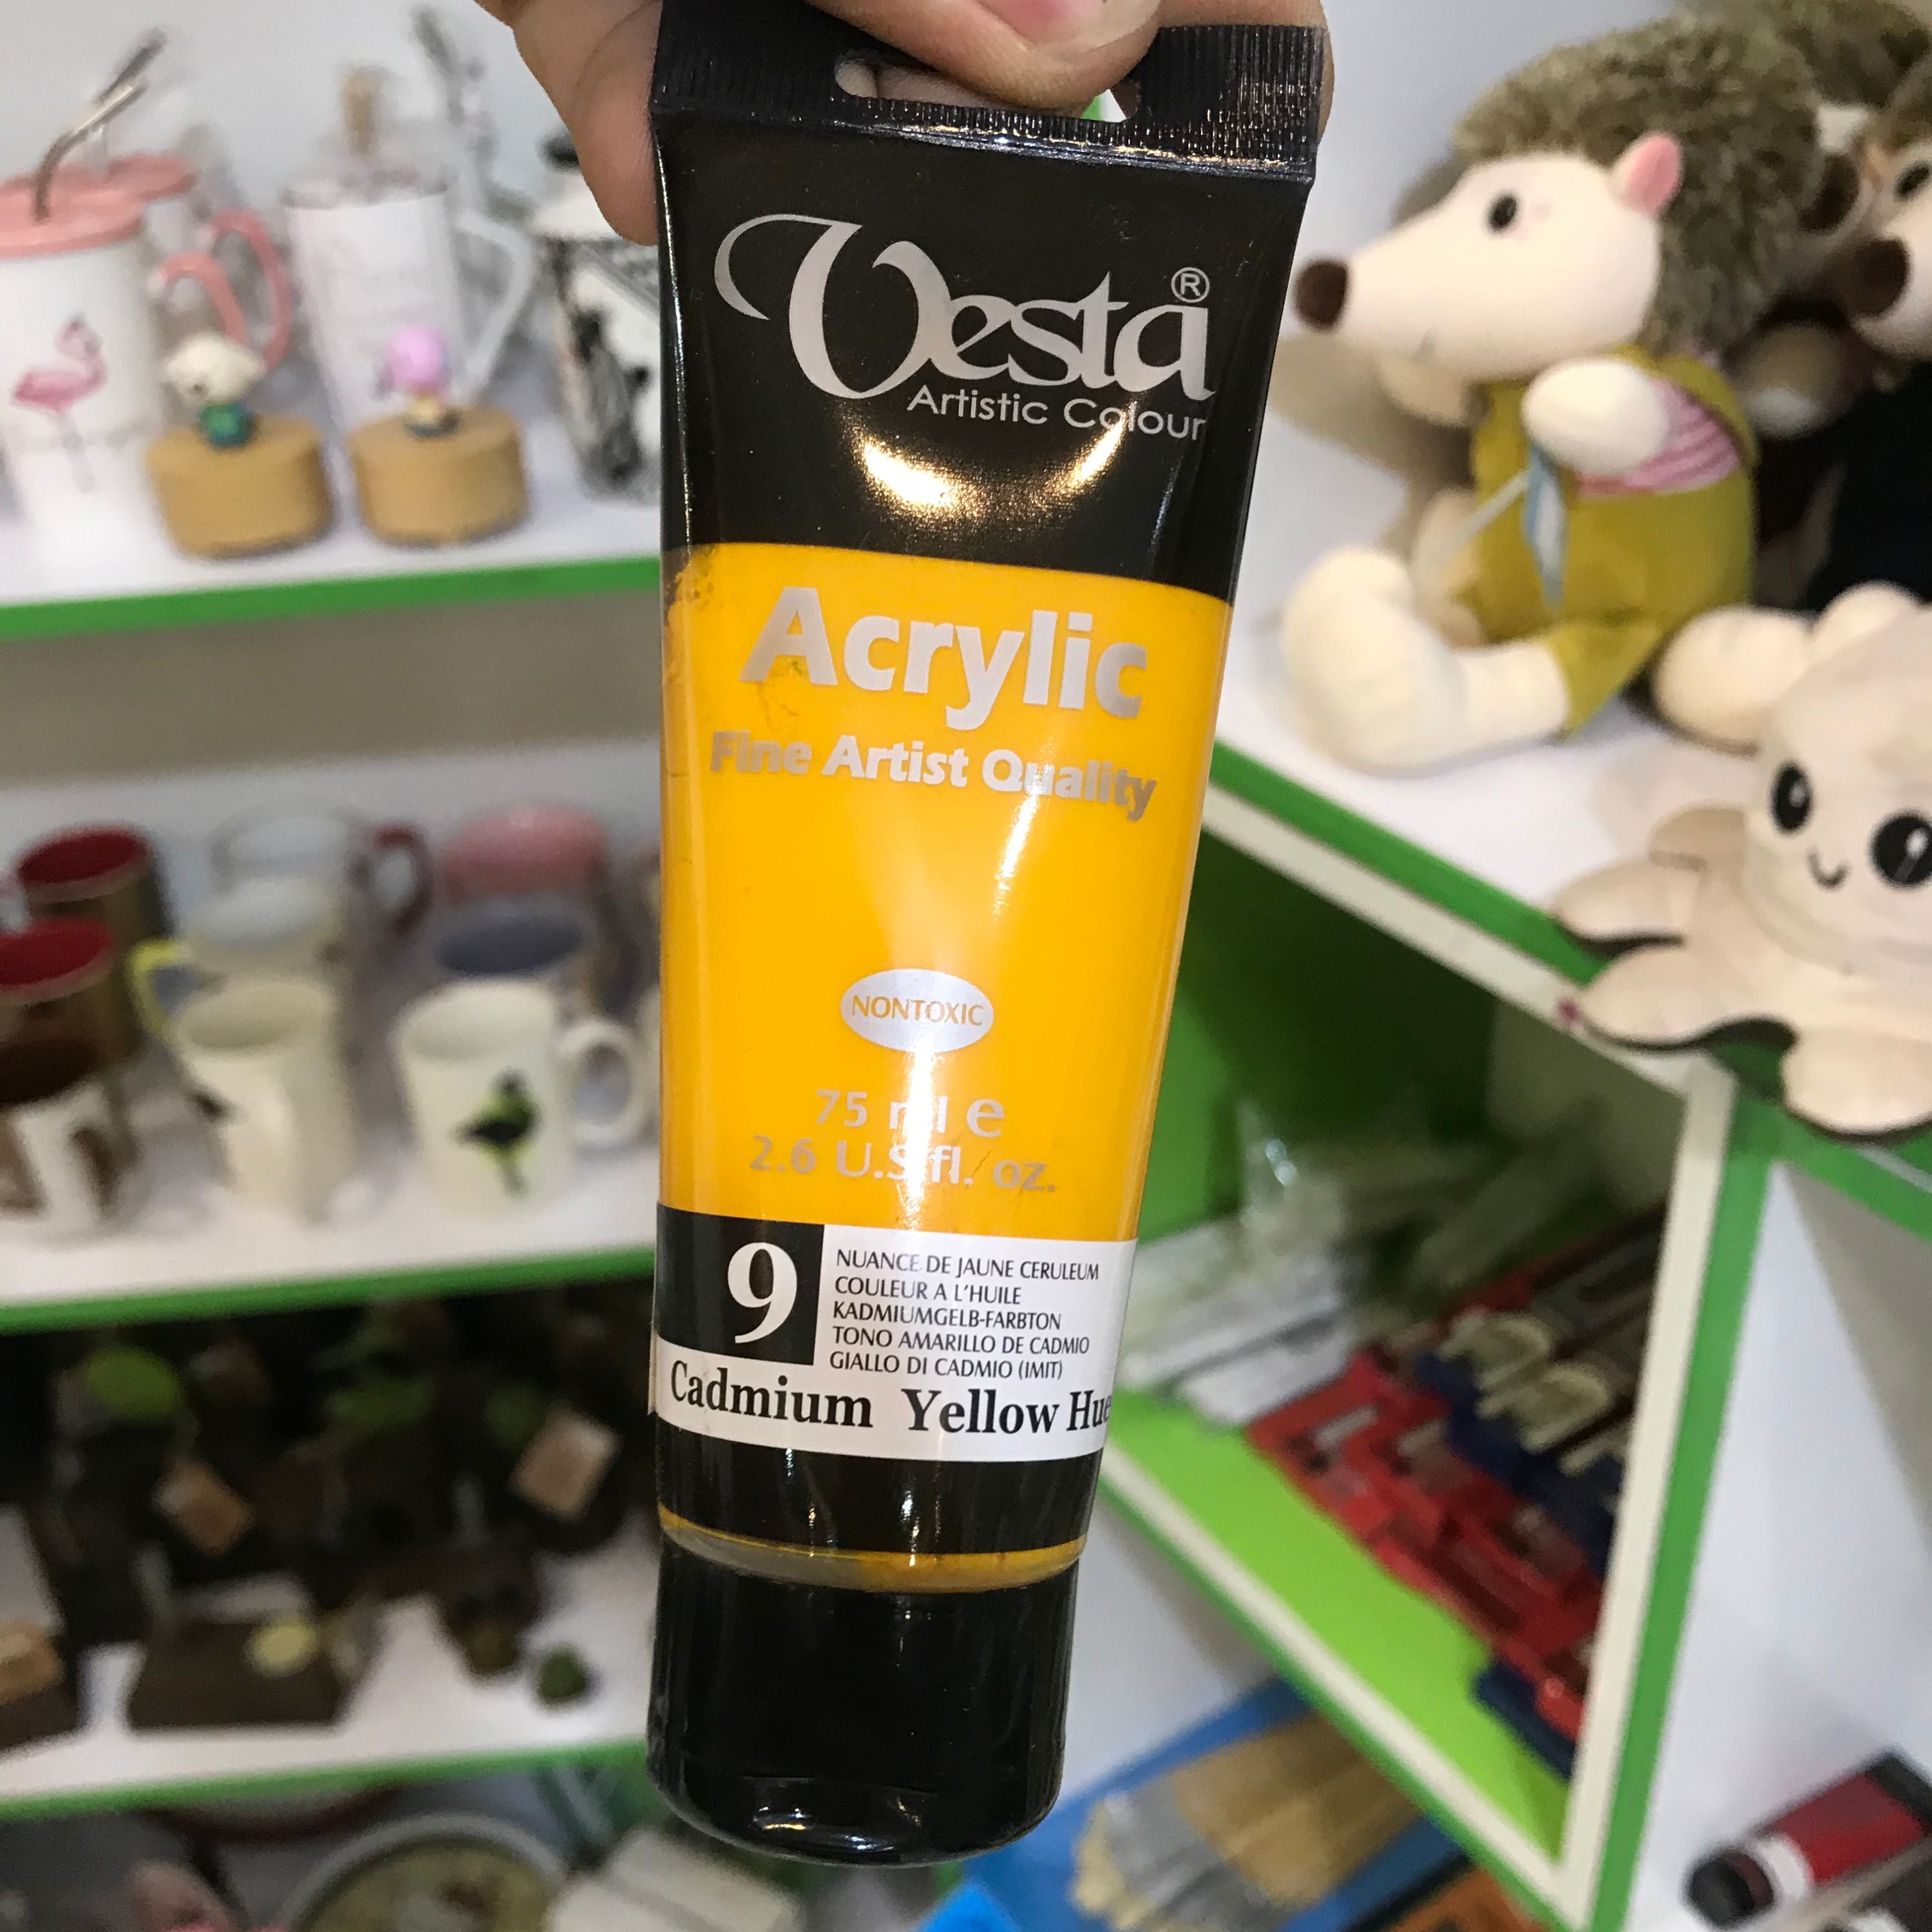 Vesta®
Artistic Colour
Acrylic
Fine Artist Quality
NONTOXIC
75 ml e
2.6 U.S fl. oz.
9
NUANCE DE JAUNE CERULEUM
COULEUR A L'HUILE
KADMIUMGELB-FARBTON
TONO AMARILLO DE CADMIO
GIALLO DI CADMIO (IMIT)
Cadmium Yellow Hue